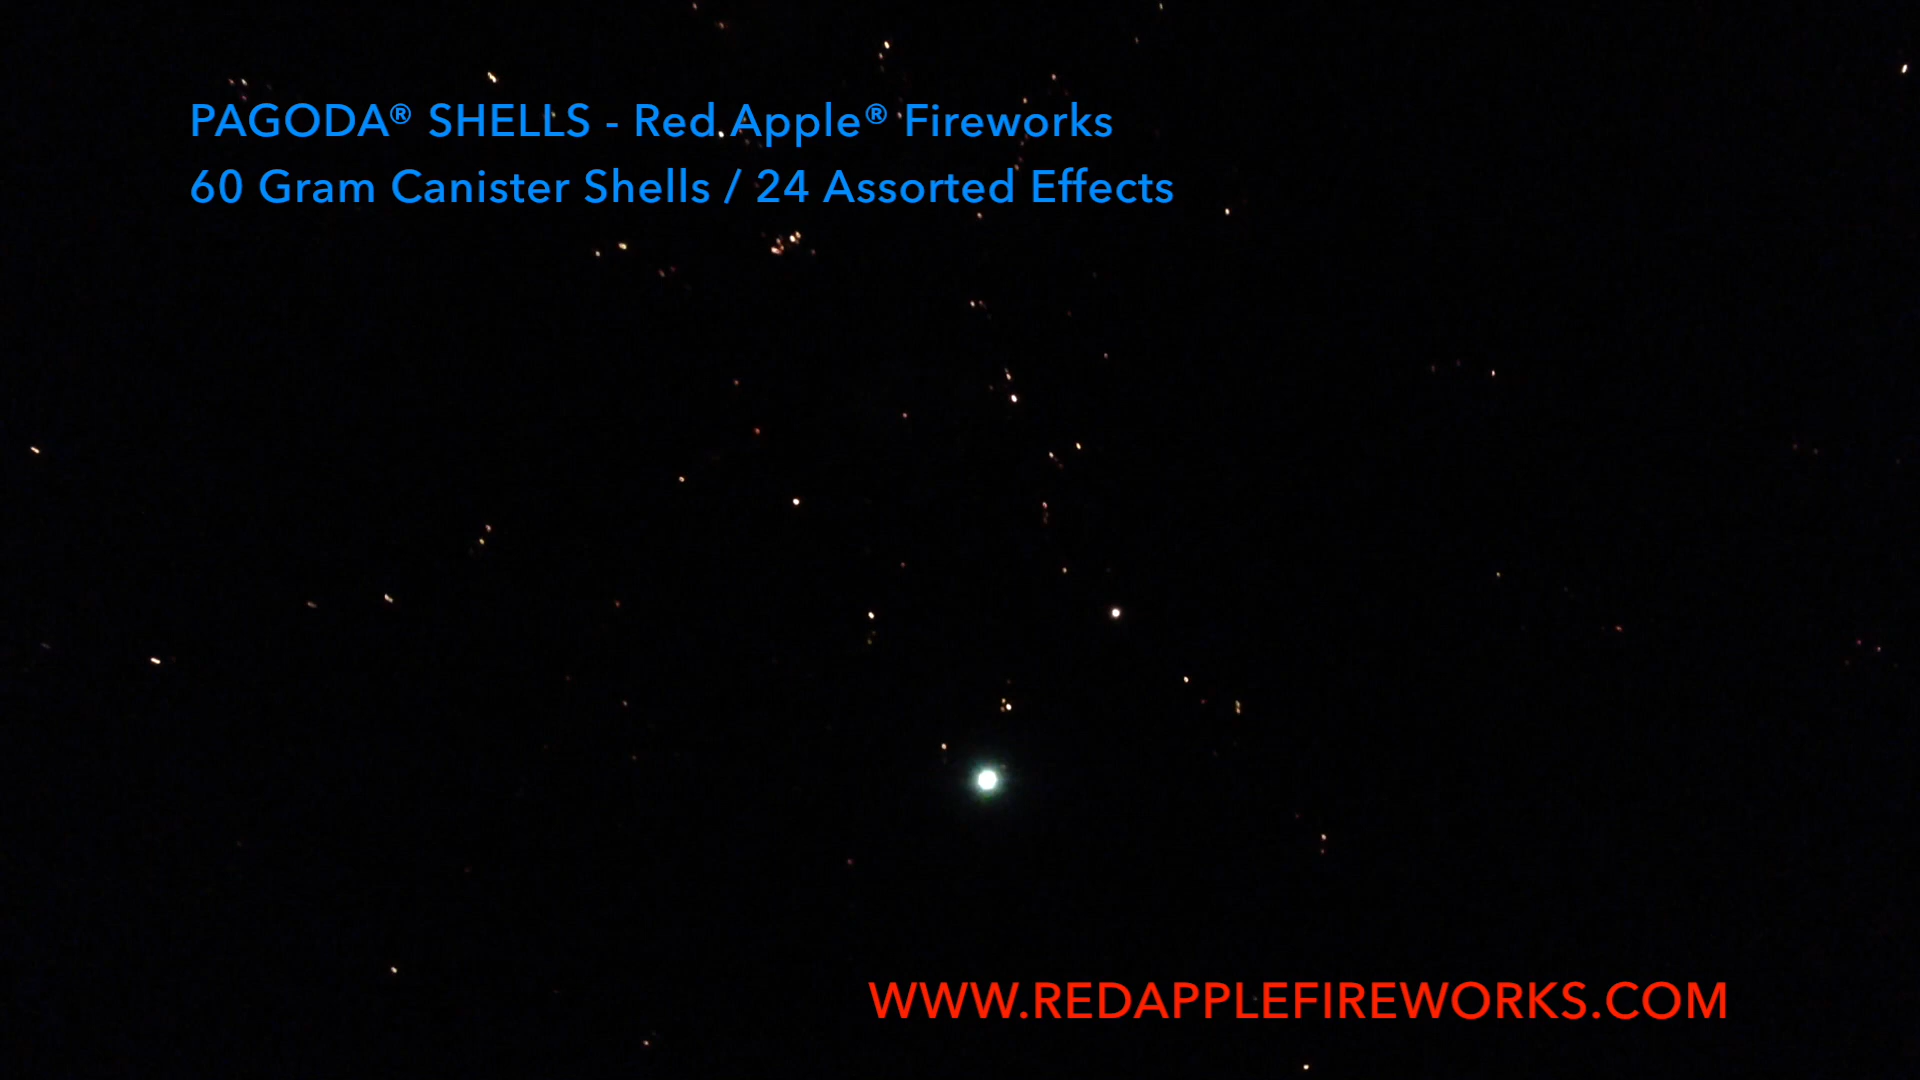 PAGODA® SHELLS - Red Apple® Fireworks
60 Gram Canister Shells / 24 Assorted Effects
WWW.REDAPPLEFIREWORKS.COM